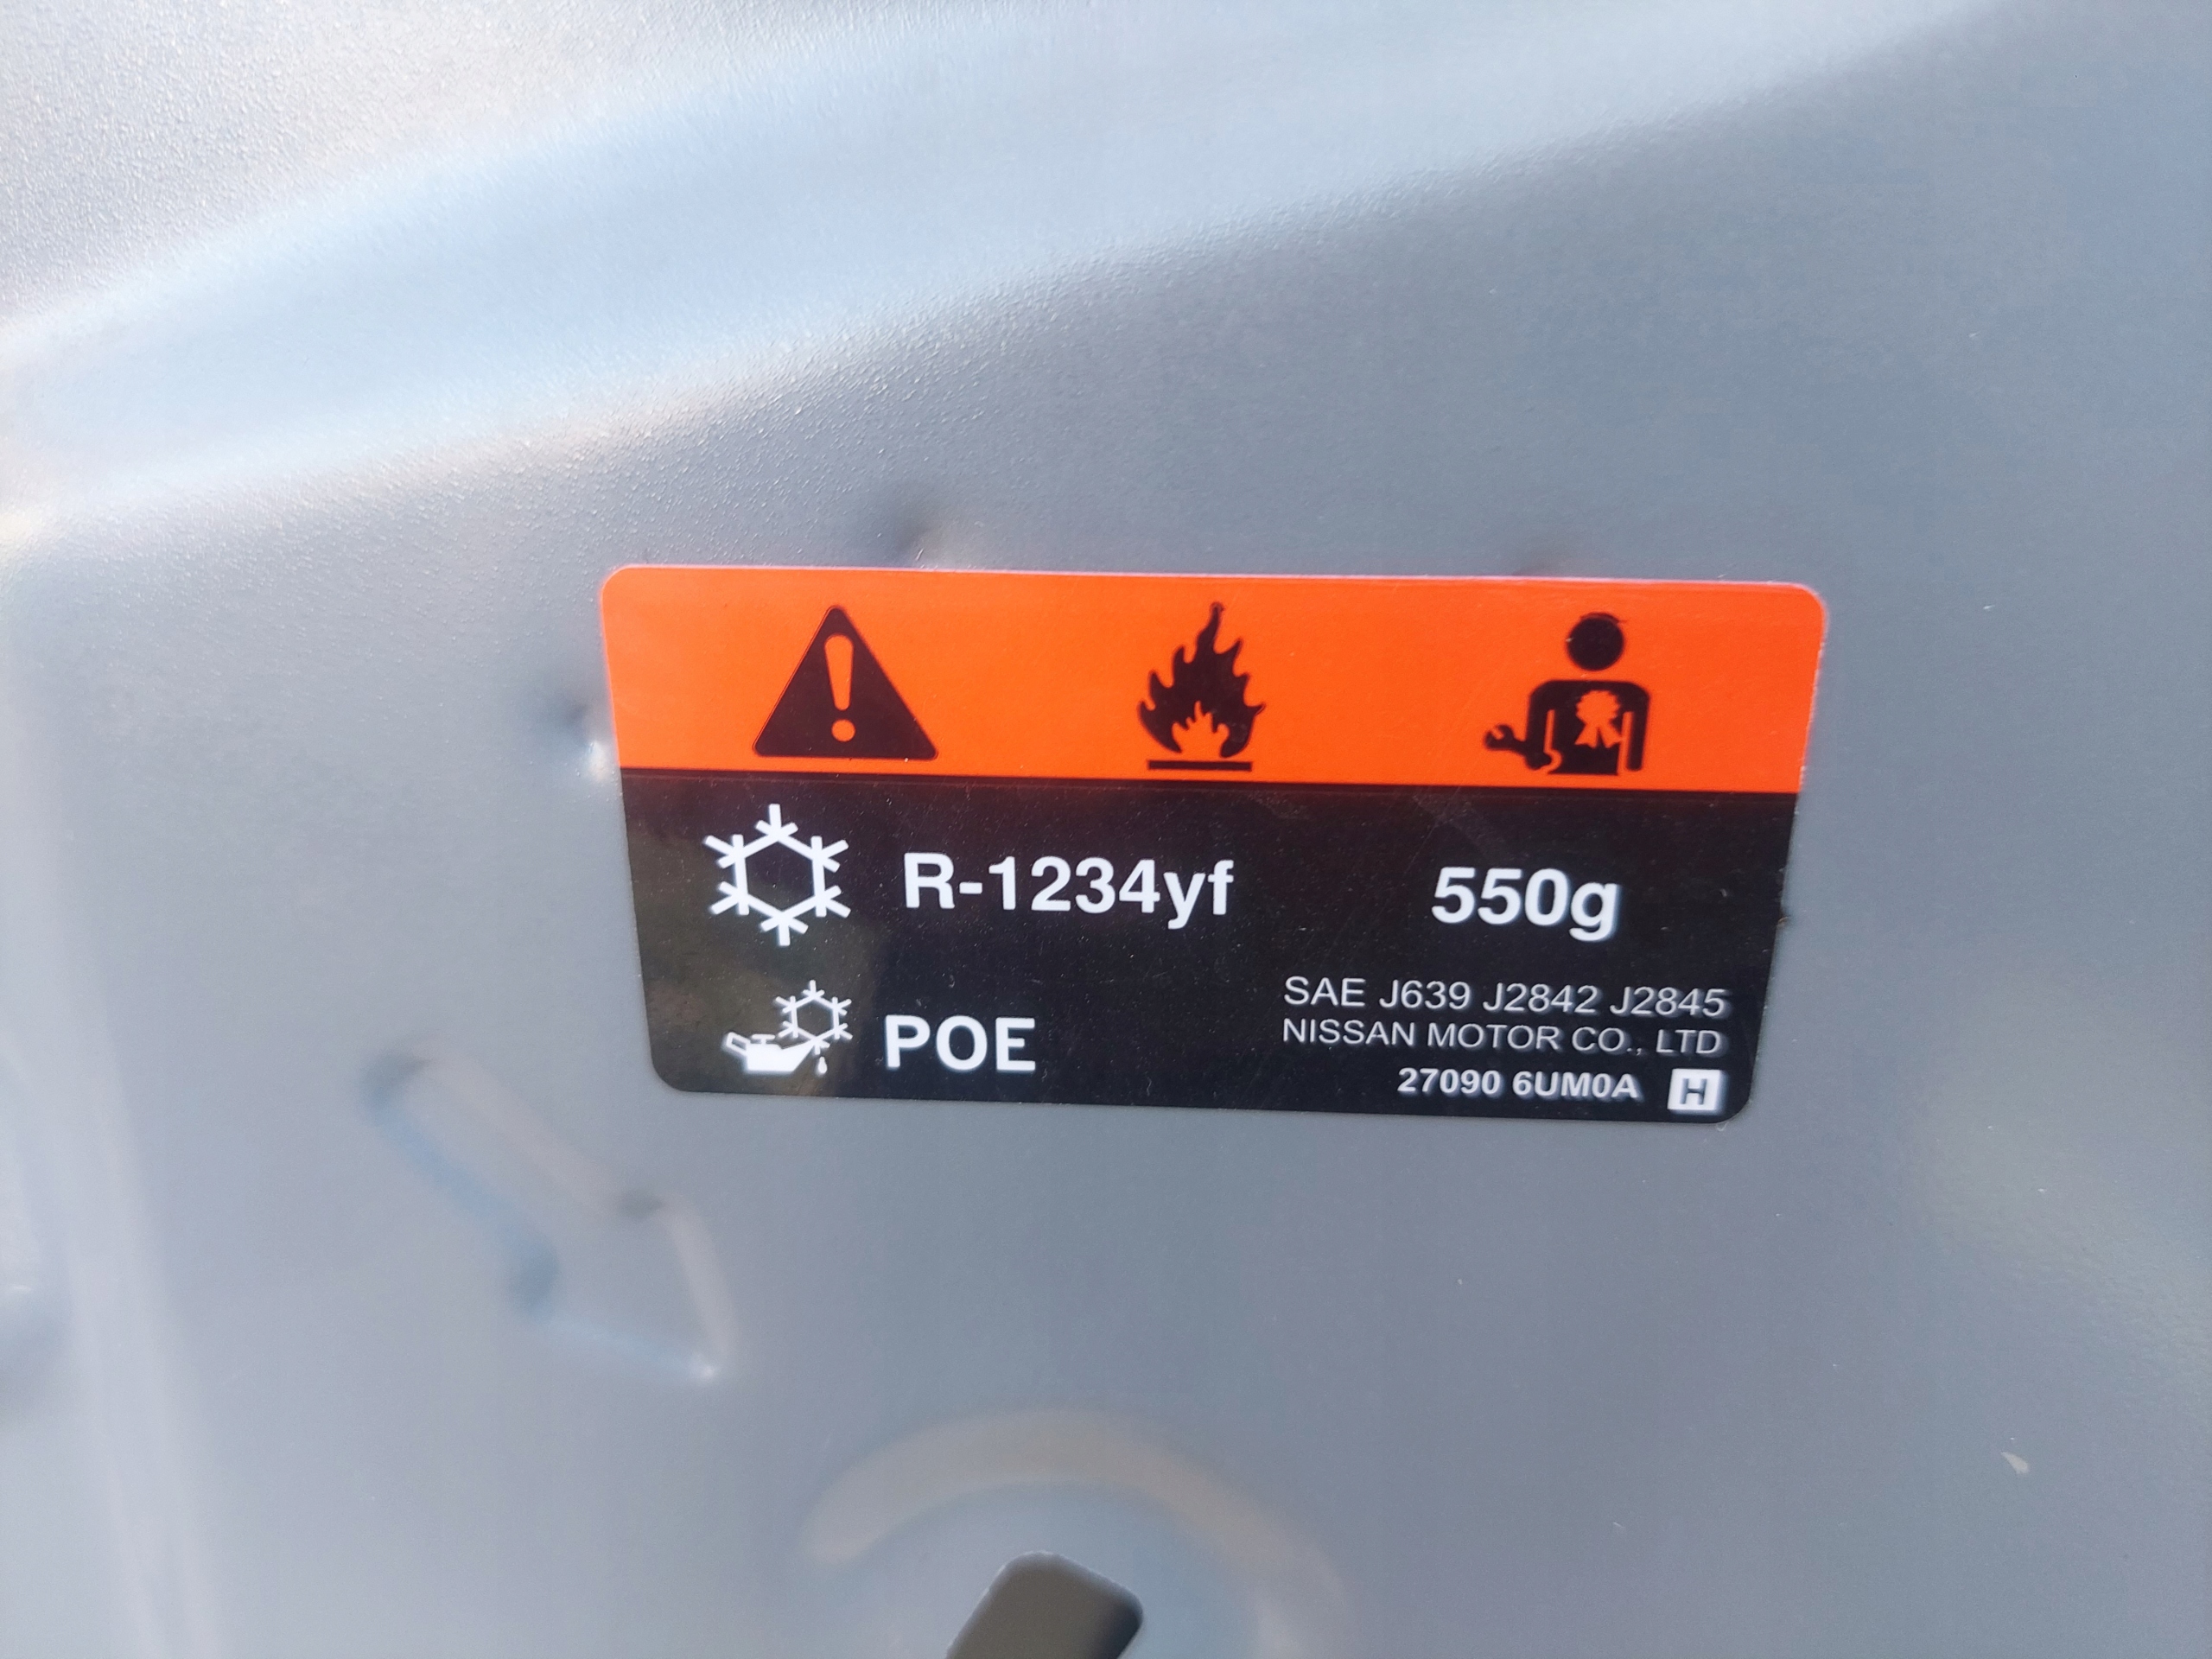 R-1234yf 550g
POE
SAE J639 J2842 J2845
NISSAN MOTOR CO., LTD
27090 6UM0A H